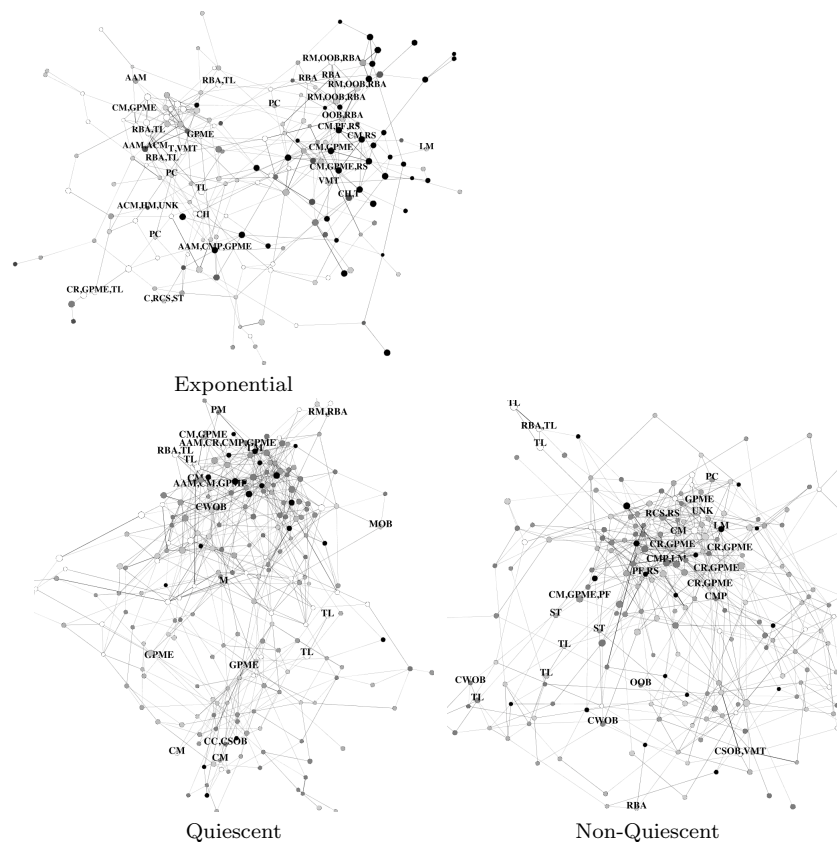 RM,OOB,RBA
AAM
RBA,TL
RBA
RBA
RM,OOB,RBA
RM,OOB,RBA
CM,GPME
PC
OOB,RBA
RBA,TL
GPME
CM,PF,RS
CM,RS
AAM,ACM
T,VMT
CM,GPME
LM
RBA,TL
PC
CM,GPME,RS
TL
VMT
ACM,HM,UNK
CH
PC
AAM,CMP,GPME
CR,GPME,TL
C,RCS,ST
Exponential
PM
RM,RBA
CM,GPME
AAM,CR,CMP,GPME
RBA,TL
TL
CM
AAM,CM,GPME
CWOB
MOB
M
TL
GPME
TL
GPME
CC,CSOB
CM
CM
Quiescent
TL
RBA,TL
TL
PC
GPME
RCS,RS
UNK
LM
CM
CR,GPME
CR,GPME
CMP,LM
PF,RS
CR,GPME
CR,GPME
CM,GPME,PF
CMP
ST
ST
TL
TL
CWOB
OOB
TL
CWOB
CSOB,VMT
RBA
Non-Quiescent